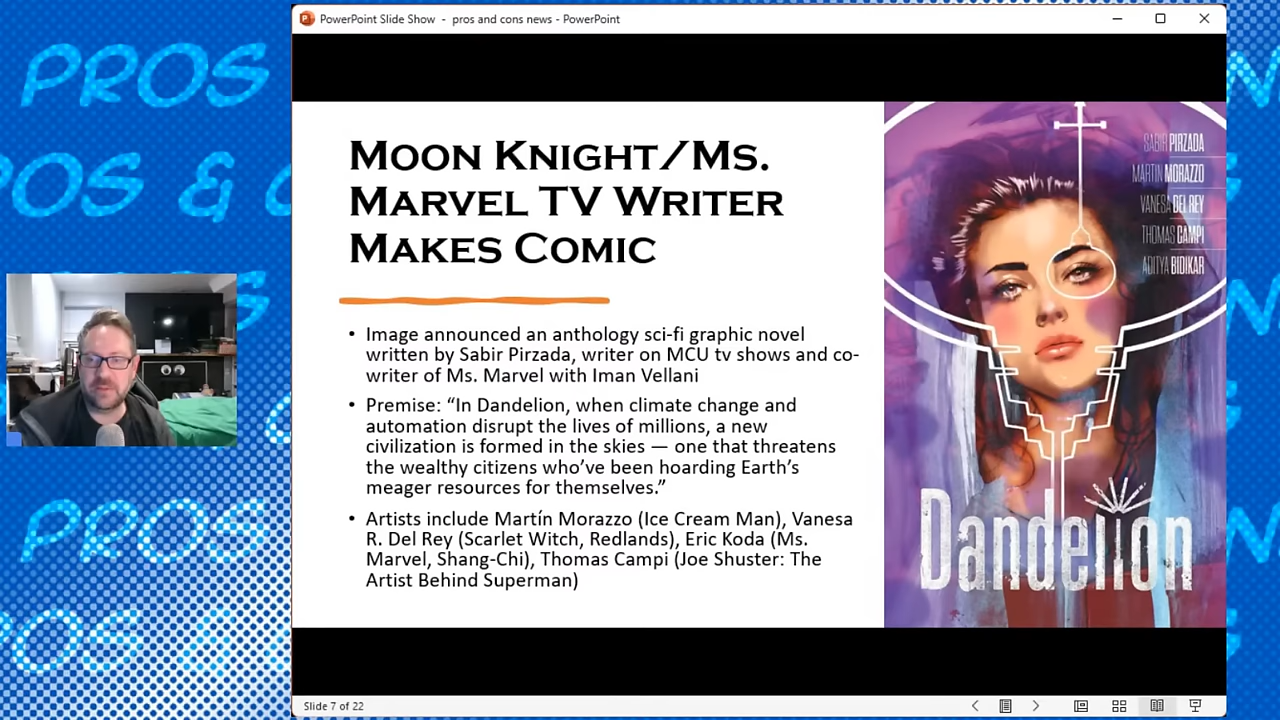 PowerPoint Slide Show - pros and cons news - PowerPoint
PROS
PROS & C
PROS
POS
MOON KNIGHT/MS.
MARVEL TV WRITER
MAKES COMIC
• Image announced an anthology sci-fi graphic novel
written by Sabir Pirzada, writer on MCU tv shows and co-
writer of Ms. Marvel with Iman Vellani
• Premise: “In Dandelion, when climate change and
automation disrupt the lives of millions, a new
civilization is formed in the skies — one that threatens
the wealthy citizens who’ve been hoarding Earth’s
meager resources for themselves.”
• Artists include Martín Morazzo (Ice Cream Man), Vanesa
R. Del Rey (Scarlet Witch, Redlands), Eric Koda (Ms.
Marvel, Shang-Chi), Thomas Campi (Joe Shuster: The
Artist Behind Superman)
SABIR PIRZADA
MARTIN MORAZZO
VANESA DEL REY
THOMAS CAMPI
ADITYA BIDIKAR
Dandelion
Slide 7 of 22